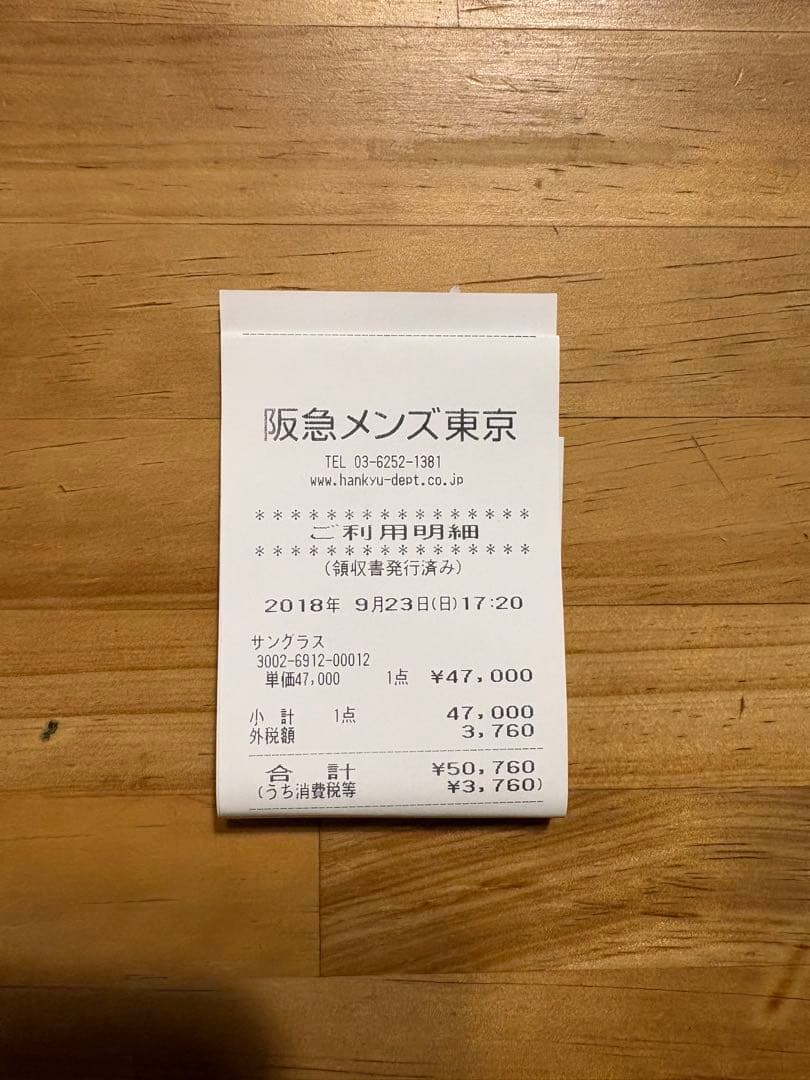 阪急メンズ東京
TEL 03-6252-1381
www.hankyu-dept.co.jp
****************
ご利用明細
****************
(領収書発行済み)
2018年 9月23日(日)17:20
サングラス
3002-6912-00012
単価47,000 1点 ¥47,000
小 計 1点 47,000
外税額 3,760
合 計 ¥50,760
(うち消費税等 ¥3,760)